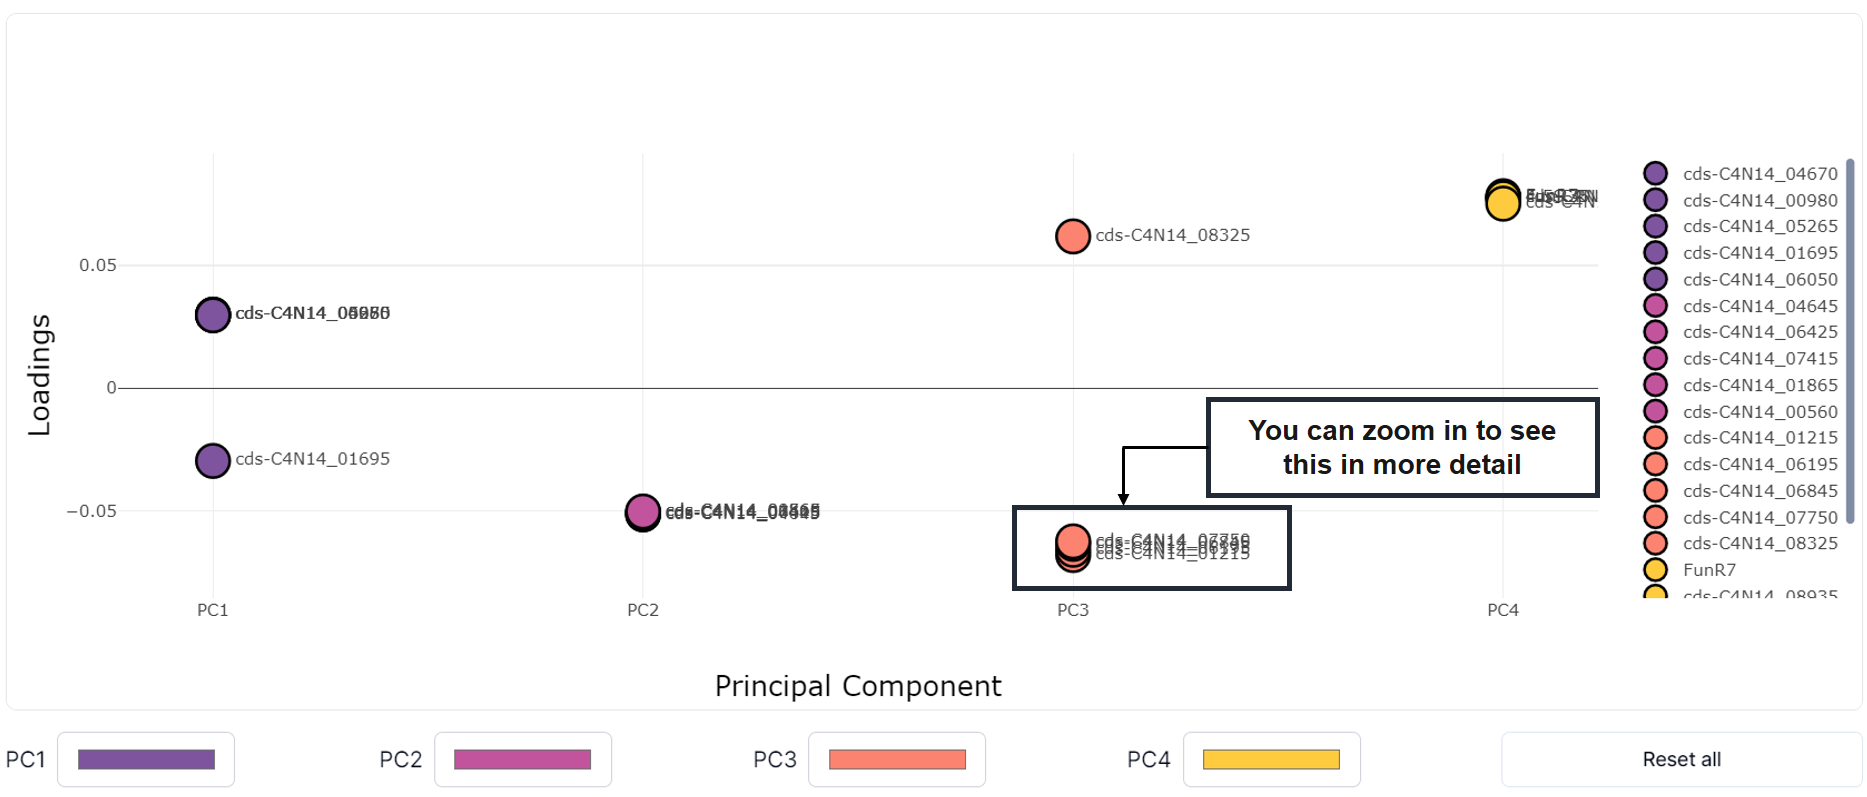 Loadings
0.05
0
−0.05
cds-C4N14_01695
cds-C4N14_08325
cds-C4N14_01215
You can zoom in to see
this in more detail
PC1
PC2
PC3
PC4
Principal Component
cds-C4N14_04670
cds-C4N14_00980
cds-C4N14_05265
cds-C4N14_01695
cds-C4N14_06050
cds-C4N14_04645
cds-C4N14_06425
cds-C4N14_07415
cds-C4N14_01865
cds-C4N14_00560
cds-C4N14_01215
cds-C4N14_06195
cds-C4N14_06845
cds-C4N14_07750
cds-C4N14_08325
FunR7
cds-C4N14_08935
PC1
PC2
PC3
PC4
Reset all